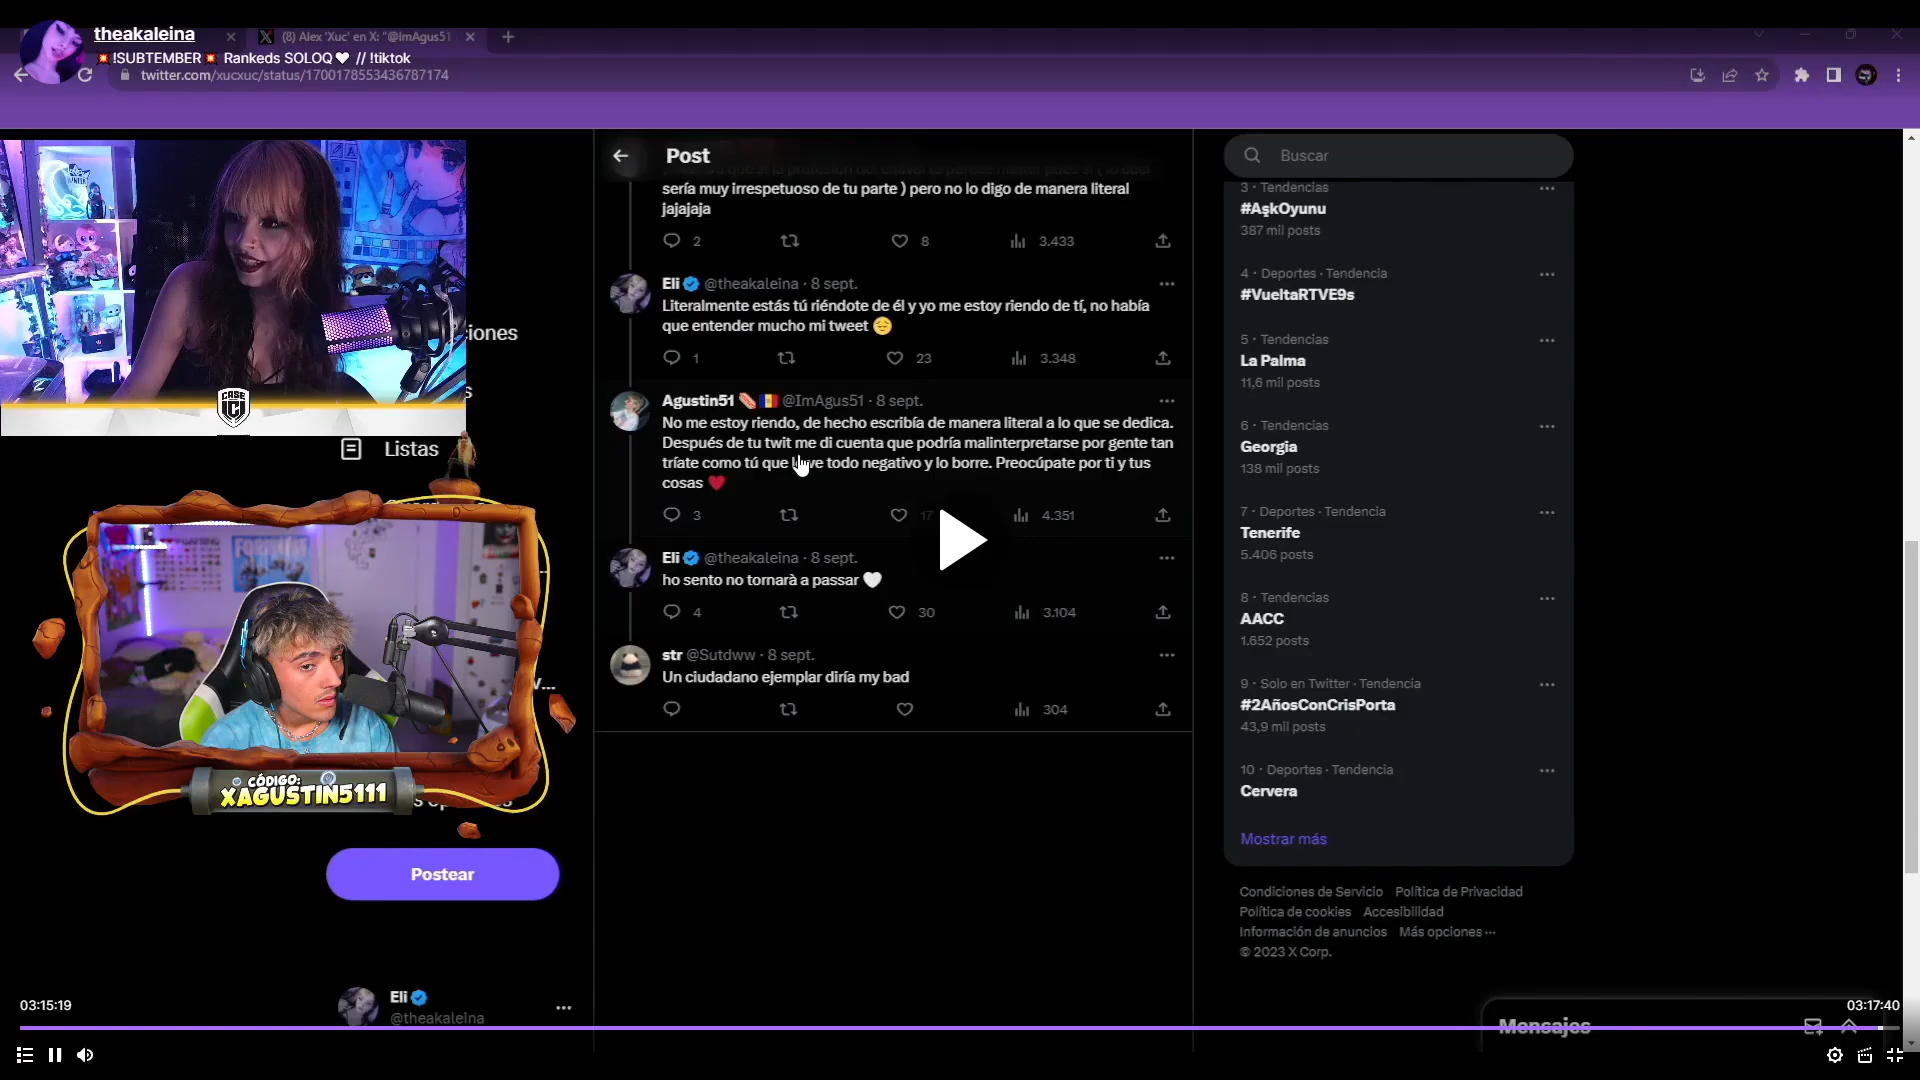 theakaleina
💥!SUBTEMBER💥 Rankeds SOLOQ♥ // !tiktok
(8) Alex 'Xuc' en X: "@ImAgus51
twitter.com/xucxuc/status/1700178553436787174
Post
sería muy irrespetuoso de tu parte ) pero no lo digo de manera literal
jajajaja
2 8 3.433
Eli @theakaleina · 8 sept.
Literalmente estás tú riéndote de él y yo me estoy riendo de tí, no había
que entender mucho mi tweet 😔
1 23 3.348
Agustin51 @ImAgus51 · 8 sept.
No me estoy riendo, de hecho escribía de manera literal a lo que se dedica.
Después de tu twit me di cuenta que podría malinterpretarse por gente tan
tríate como tú que ve todo negativo y lo borre. Preocúpate por ti y tus
cosas ♥
3 17 4.351
Eli @theakaleina · 8 sept.
ho sento no tornarà a passar 🤍
4 30 3.104
str @Sutdww · 8 sept.
Un ciudadano ejemplar diría my bad
304
Buscar
3 · Tendencias
#AşkOyunu
387 mil posts
4 · Deportes · Tendencia
#VueltaRTVE9s
5 · Tendencias
La Palma
11,6 mil posts
6 · Tendencias
Georgia
138 mil posts
7 · Deportes · Tendencia
Tenerife
5.406 posts
8 · Tendencias
AACC
1.652 posts
9 · Solo en Twitter · Tendencia
#2AñosConCrisPorta
43,9 mil posts
10 · Deportes · Tendencia
Cervera
Mostrar más
Condiciones de Servicio Política de Privacidad
Política de cookies Accesibilidad
Información de anuncios Más opciones ···
© 2023 X Corp.
ciones
Listas
CASE
CÓDIGO:
XAGUSTIN5111
Postear
Eli
@theakaleina
Mensajes
03:15:19
03:17:40